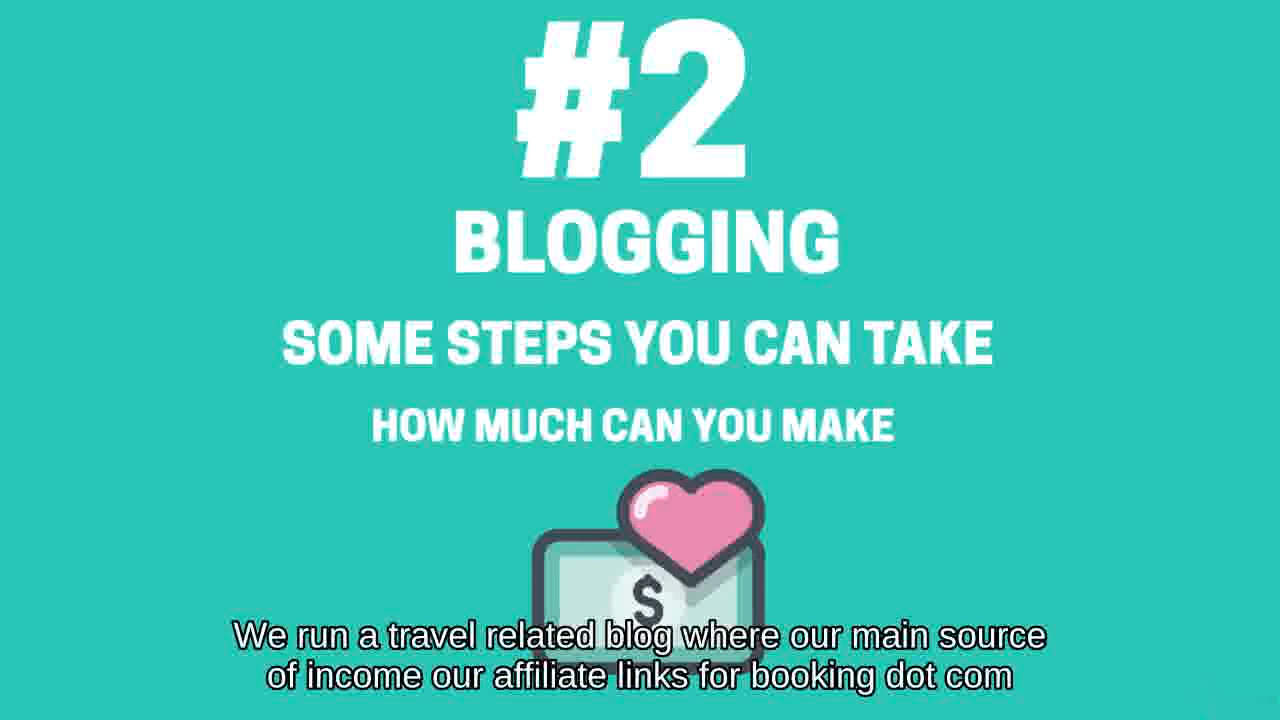 #2
BLOGGING
SOME STEPS YOU CAN TAKE
HOW MUCH CAN YOU MAKE
$
We run a travel related blog where our main source
of income our affiliate links for booking dot com